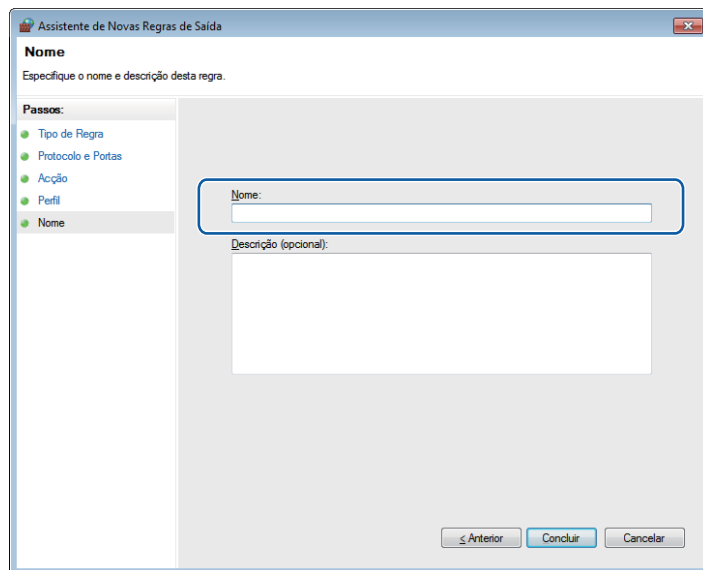 Assistente de Novas Regras de Saída
Nome
Especifique o nome e descrição desta regra.
Passos:
Tipo de Regra
Protocolo e Portas
Acção
Perfil
Nome
Nome:
Descrição (opcional):
< Anterior
Concluir
Cancelar